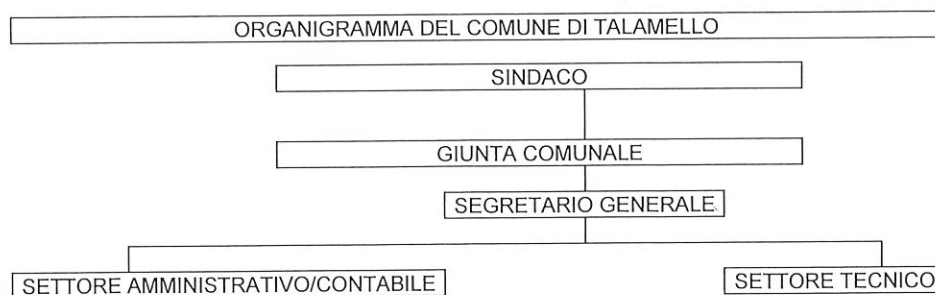 ORGANIGRAMMA DEL COMUNE DI TALAMELLO
SINDACO
GIUNTA COMUNALE
SEGRETARIO GENERALE
SETTORE AMMINISTRATIVO/CONTABILE
SETTORE TECNICO